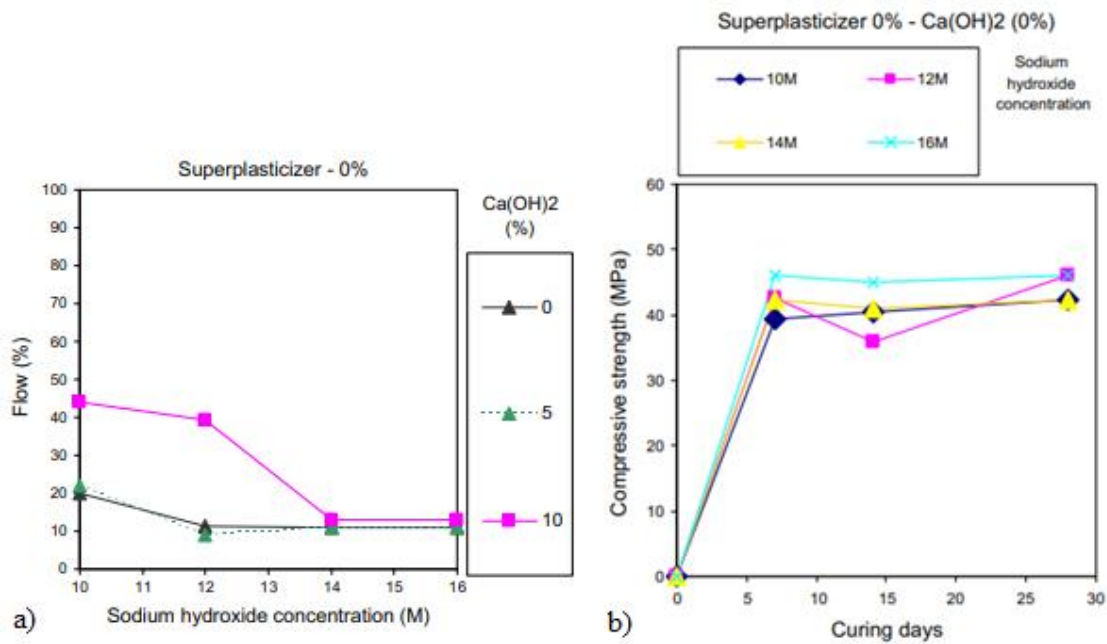 Superplasticizer - 0%
100
90
80
70
60
50
40
30
20
10
0
Flow (%)
10 11 12 13 14 15 16
Sodium hydroxide concentration (M)
Ca(OH)2
(%)
0
5
10
a)
Superplasticizer 0% - Ca(OH)2 (0%)
10M 12M
14M 16M
Sodium
hydroxide
concentration
60
50
40
30
20
10
0
Compressive strength (MPa)
0 5 10 15 20 25 30
Curing days
b)